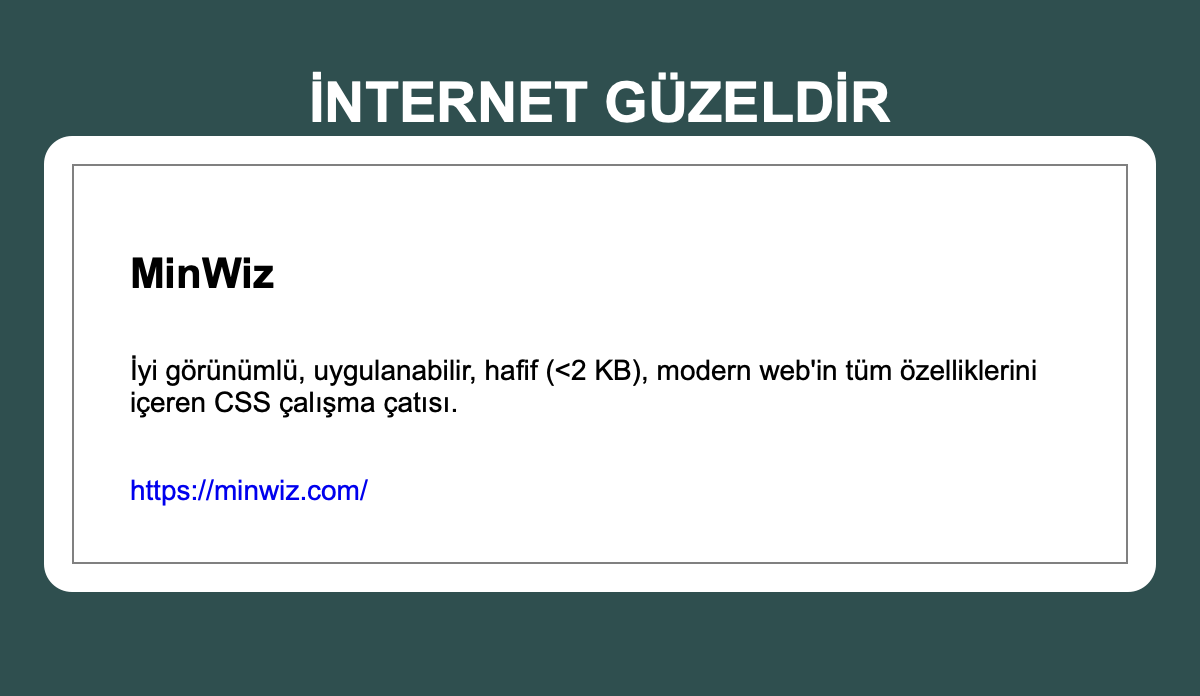 İNTERNET GÜZELDİR
MinWiz
İyi görünümlü, uygulanabilir, hafif (<2 KB), modern web'in tüm özelliklerini
içeren CSS çalışma çatısı.
https://minwiz.com/